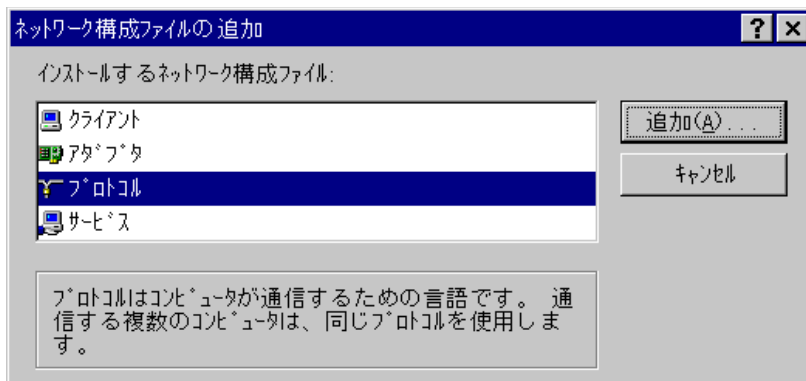 ﾈｯﾄﾜｰｸ構成ﾌｧｲﾙの追加
ｲﾝｽﾄｰﾙするﾈｯﾄﾜｰｸ構成ﾌｧｲﾙ:
ｸﾗｲｱﾝﾄ
追加(A)...
ｱﾀﾞﾌﾟﾀ
ﾌﾟﾛﾄｺﾙ
ｷｬﾝｾﾙ
ｻｰﾋﾞｽ
ﾌﾟﾛﾄｺﾙはｺﾝﾋﾟｭｰﾀが通信するための言語です。 通
信する複数のｺﾝﾋﾟｭｰﾀは、同じﾌﾟﾛﾄｺﾙを使用しま
す。